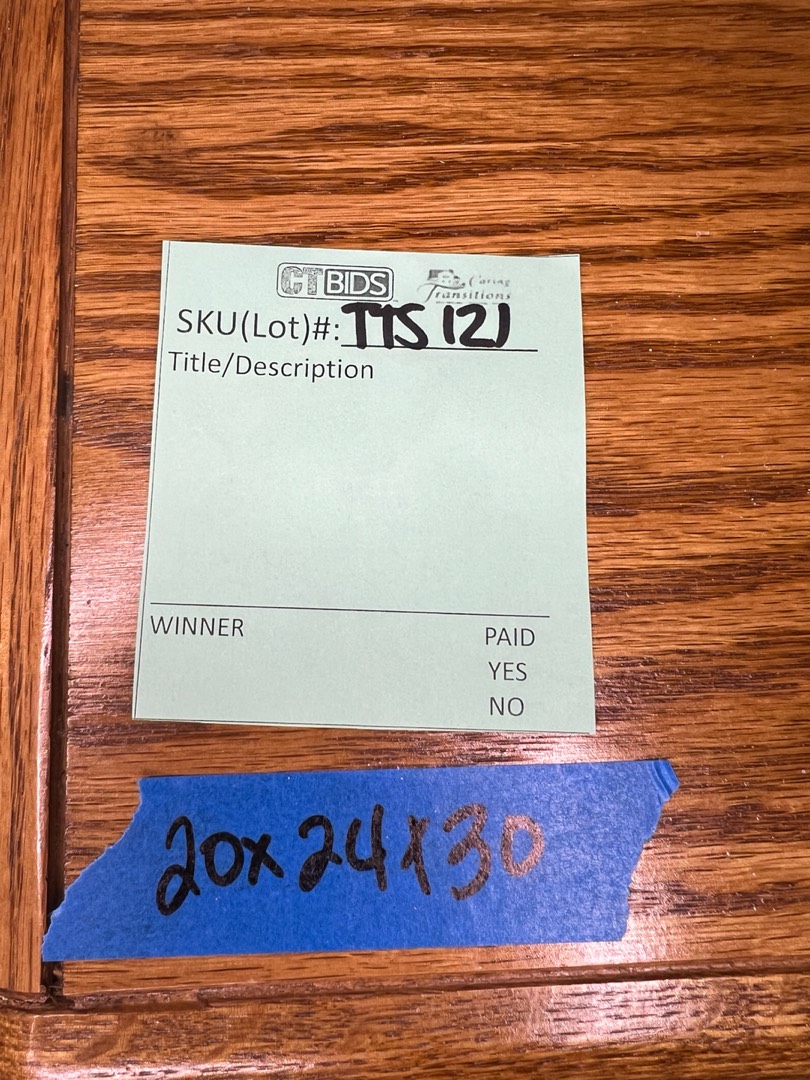 CTBIDS Caring Transitions
SKU(Lot)#: TTS 121
Title/Description
WINNER PAID
YES
NO
20x24x30